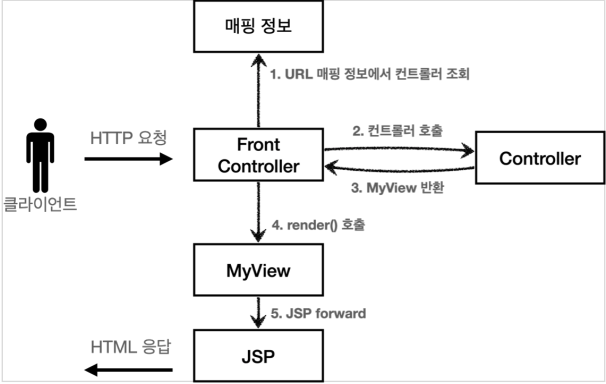 매핑 정보
1. URL 매핑 정보에서 컨트롤러 조회
HTTP 요청
Front
Controller
2. 컨트롤러 호출
Controller
3. MyView 반환
클라이언트
4. render() 호출
MyView
5. JSP forward
HTML 응답
JSP